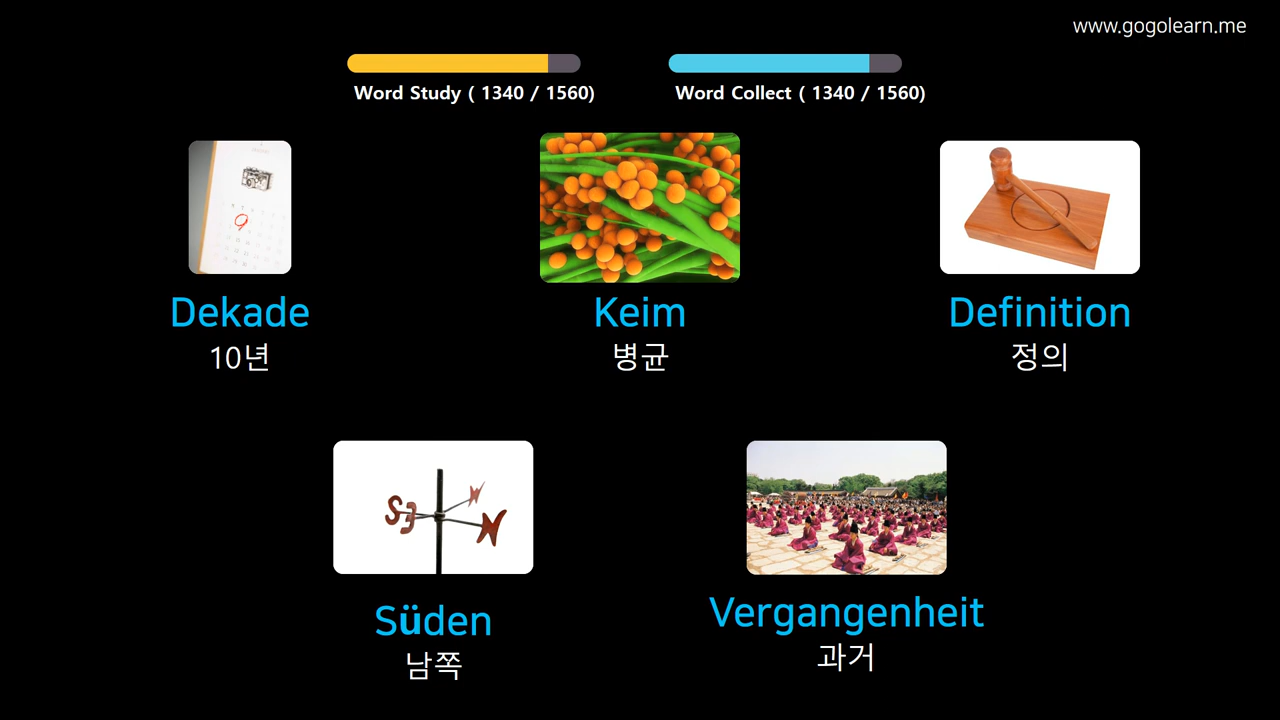 www.gogolearn.me
Word Study ( 1340 / 1560)
Word Collect ( 1340 / 1560)
Dekade
10년
Keim
병균
Definition
정의
Süden
남쪽
Vergangenheit
과거